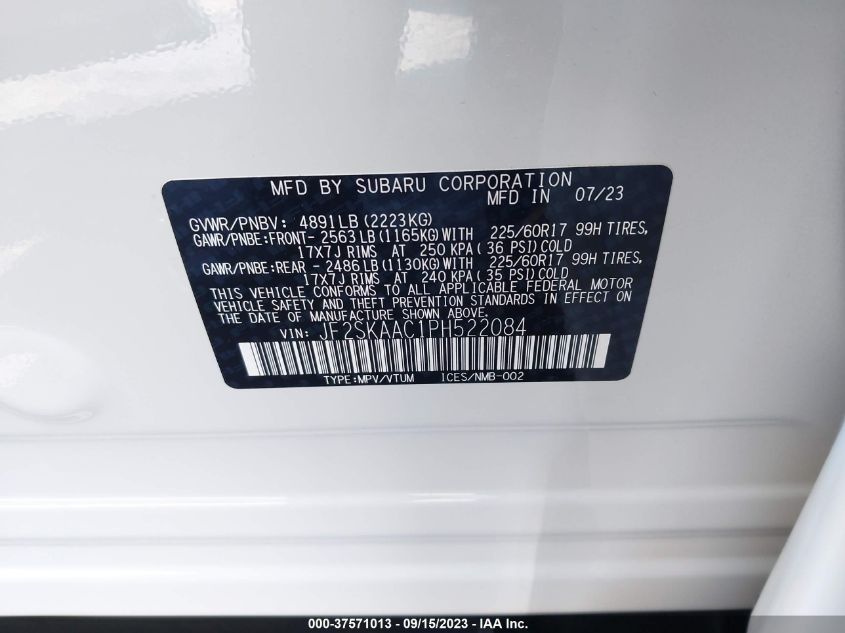 MFD BY SUBARU CORPORATION
MFD IN 07/23
GVWR/PNBV: 4891LB (2223KG)
GAWR/PNBE:FRONT- 2563LB (1165KG) WITH 225/60R17 99H TIRES,
17X7J RIMS AT 250 KPA ( 36 PSI) COLD
GAWR/PNBE:REAR - 2486LB (1130KG) WITH 225/60R17 99H TIRES,
17X7J RIMS AT 240 KPA ( 35 PSI) COLD
THIS VEHICLE CONFORMS TO ALL APPLICABLE FEDERAL MOTOR
VEHICLE SAFETY AND THEFT PREVENTION STANDARDS IN EFFECT ON
THE DATE OF MANUFACTURE SHOWN ABOVE.
VIN: JF2SKAAC1PH522084
TYPE:MPV/VTUM ICES/NMB-002
000-37571013 - 09/15/2023 - IAA Inc.